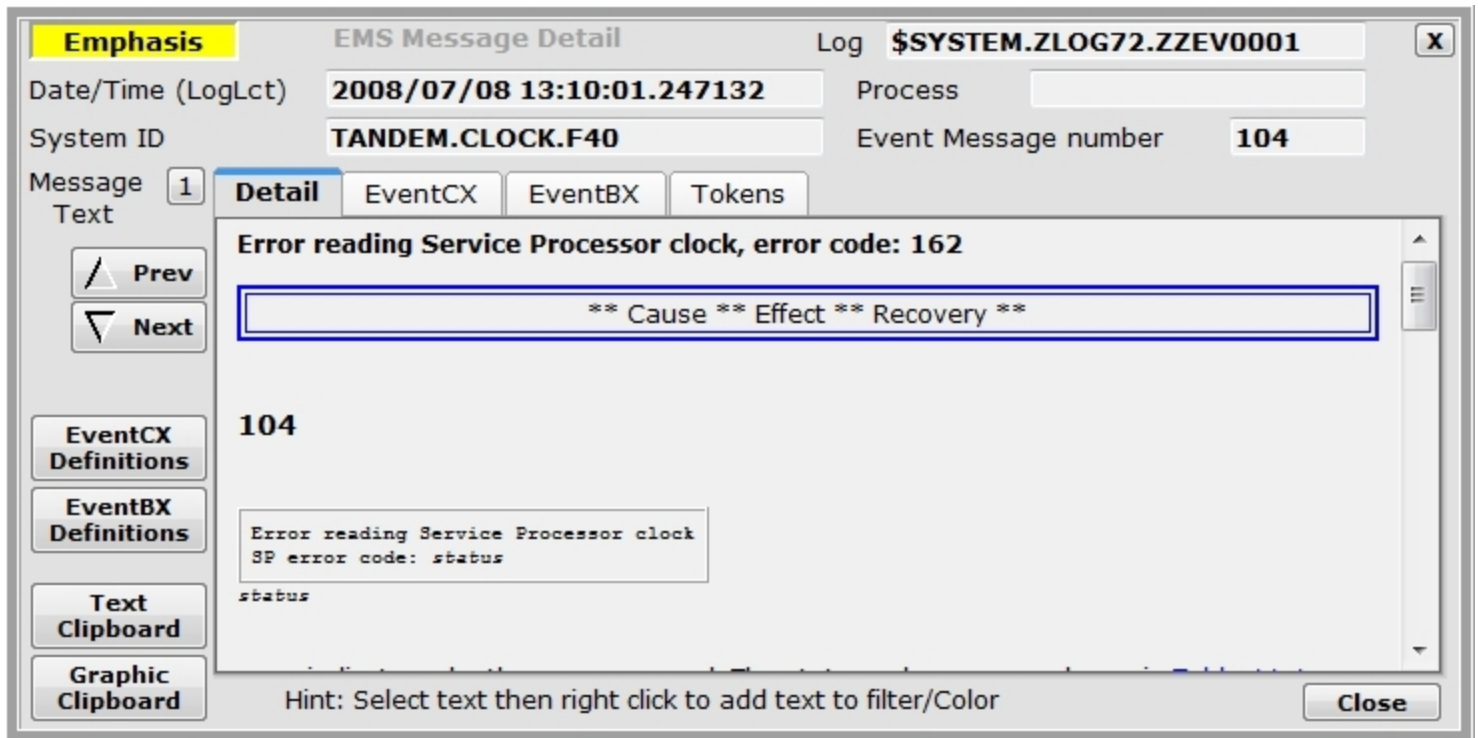 Emphasis EMS Message Detail Log $SYSTEM.ZLOG72.ZZEV0001 X
Date/Time (LogLct) 2008/07/08 13:10:01.247132 Process
System ID TANDEM.CLOCK.F40 Event Message number 104
Message Text 1
Detail EventCX EventBX Tokens
Prev
Next
EventCX
Definitions
EventBX
Definitions
Text
Clipboard
Graphic
Clipboard
Error reading Service Processor clock, error code: 162
** Cause ** Effect ** Recovery **
104
Error reading Service Processor clock
SP error code: status
status
Hint: Select text then right click to add text to filter/Color
Close